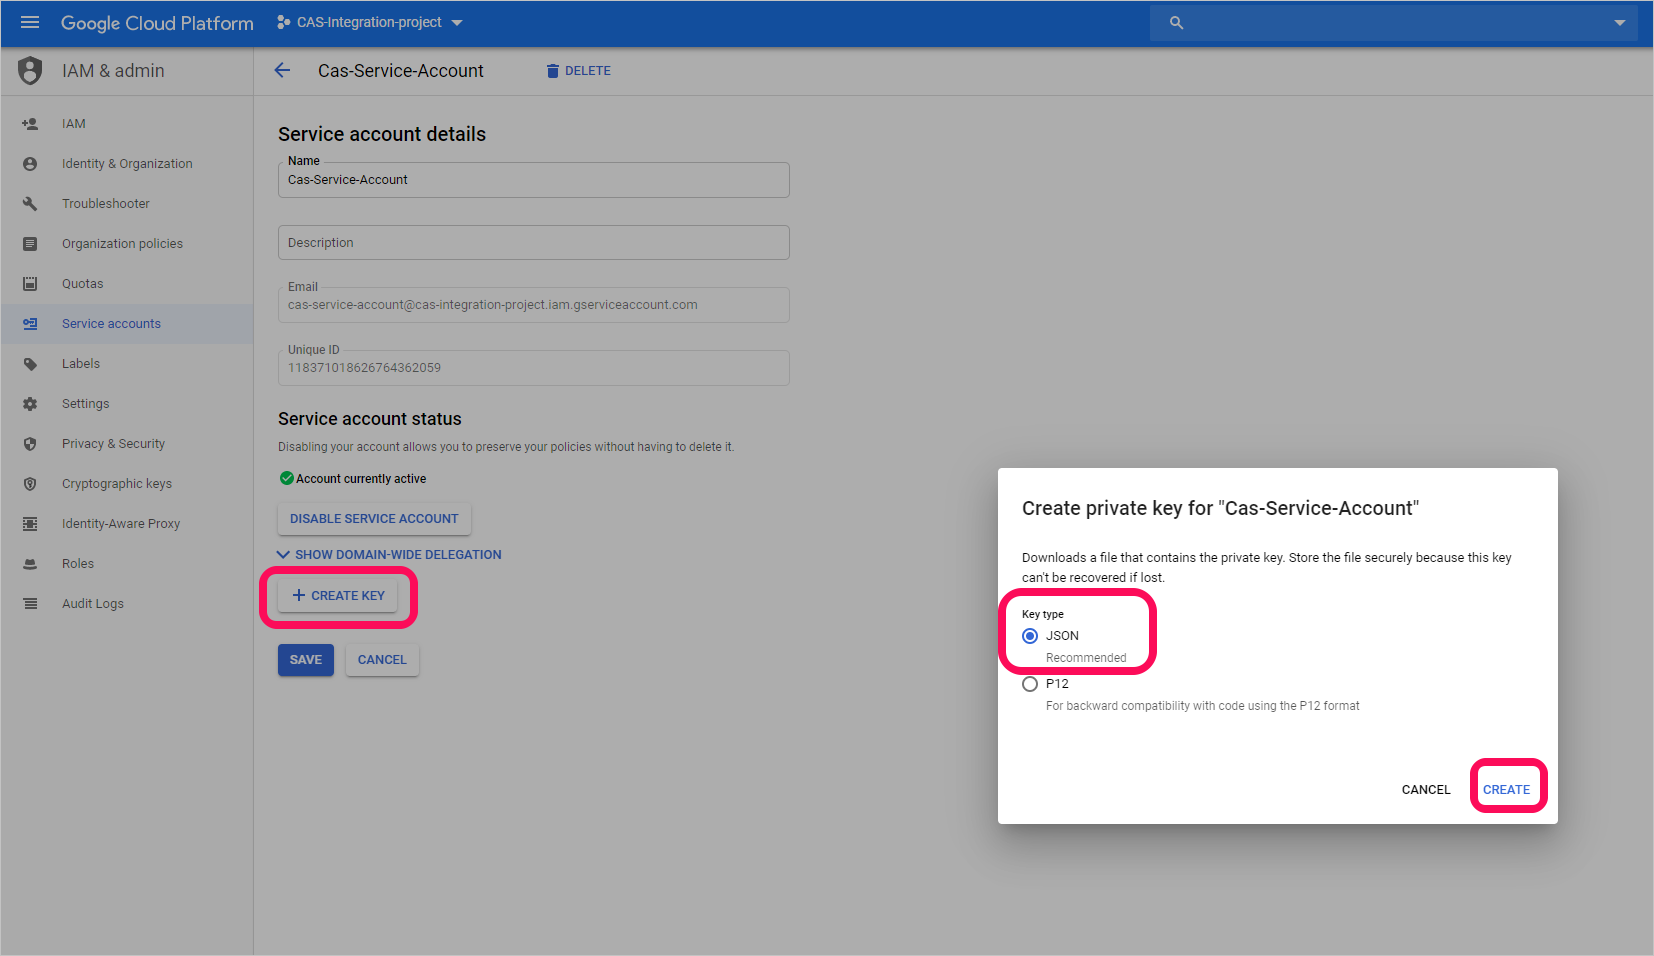 Google Cloud Platform
CAS-Integration-project
IAM & admin
Cas-Service-Account
DELETE
IAM
Identity & Organization
Troubleshooter
Organization policies
Quotas
Service accounts
Labels
Settings
Privacy & Security
Cryptographic keys
Identity-Aware Proxy
Roles
Audit Logs
Service account details
Name
Cas-Service-Account
Description
Email
cas-service-account@cas-integration-project.iam.gserviceaccount.com
Unique ID
118371018626764362059
Service account status
Disabling your account allows you to preserve your policies without having to delete it.
Account currently active
DISABLE SERVICE ACCOUNT
SHOW DOMAIN-WIDE DELEGATION
CREATE KEY
SAVE
CANCEL
Create private key for "Cas-Service-Account"
Downloads a file that contains the private key. Store the file securely because this key
can't be recovered if lost.
Key type
JSON
Recommended
P12
For backward compatibility with code using the P12 format
CANCEL
CREATE